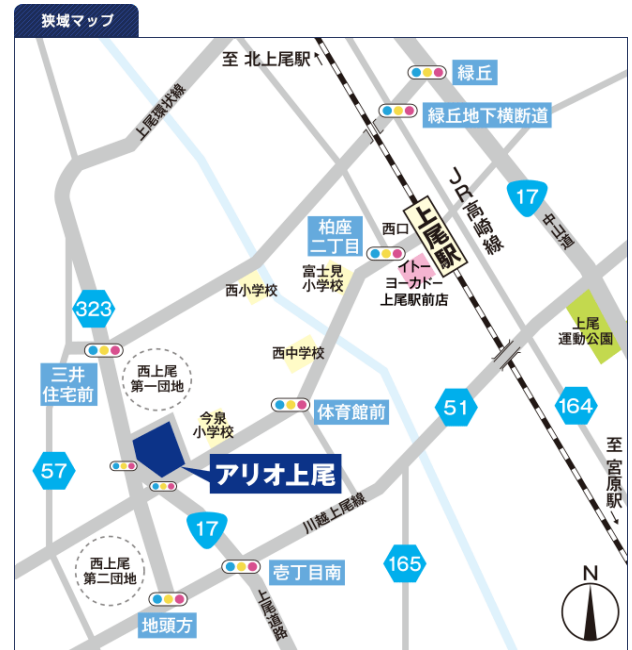 狭域マップ
至 北上尾駅
緑丘
上尾環状線
緑丘地下横断道
JR高崎線
17
中山道
上尾駅
柏座
二丁目
西口
富士見
小学校
イトー
ヨーカドー
上尾駅前店
西小学校
323
上尾
運動公園
三井
住宅前
西上尾
第一団地
西中学校
今泉
小学校
体育館前
51
164
57
アリオ上尾
至 宮原駅
17
川越上尾線
西上尾
第二団地
壱丁目南
165
上尾道路
地頭方
N